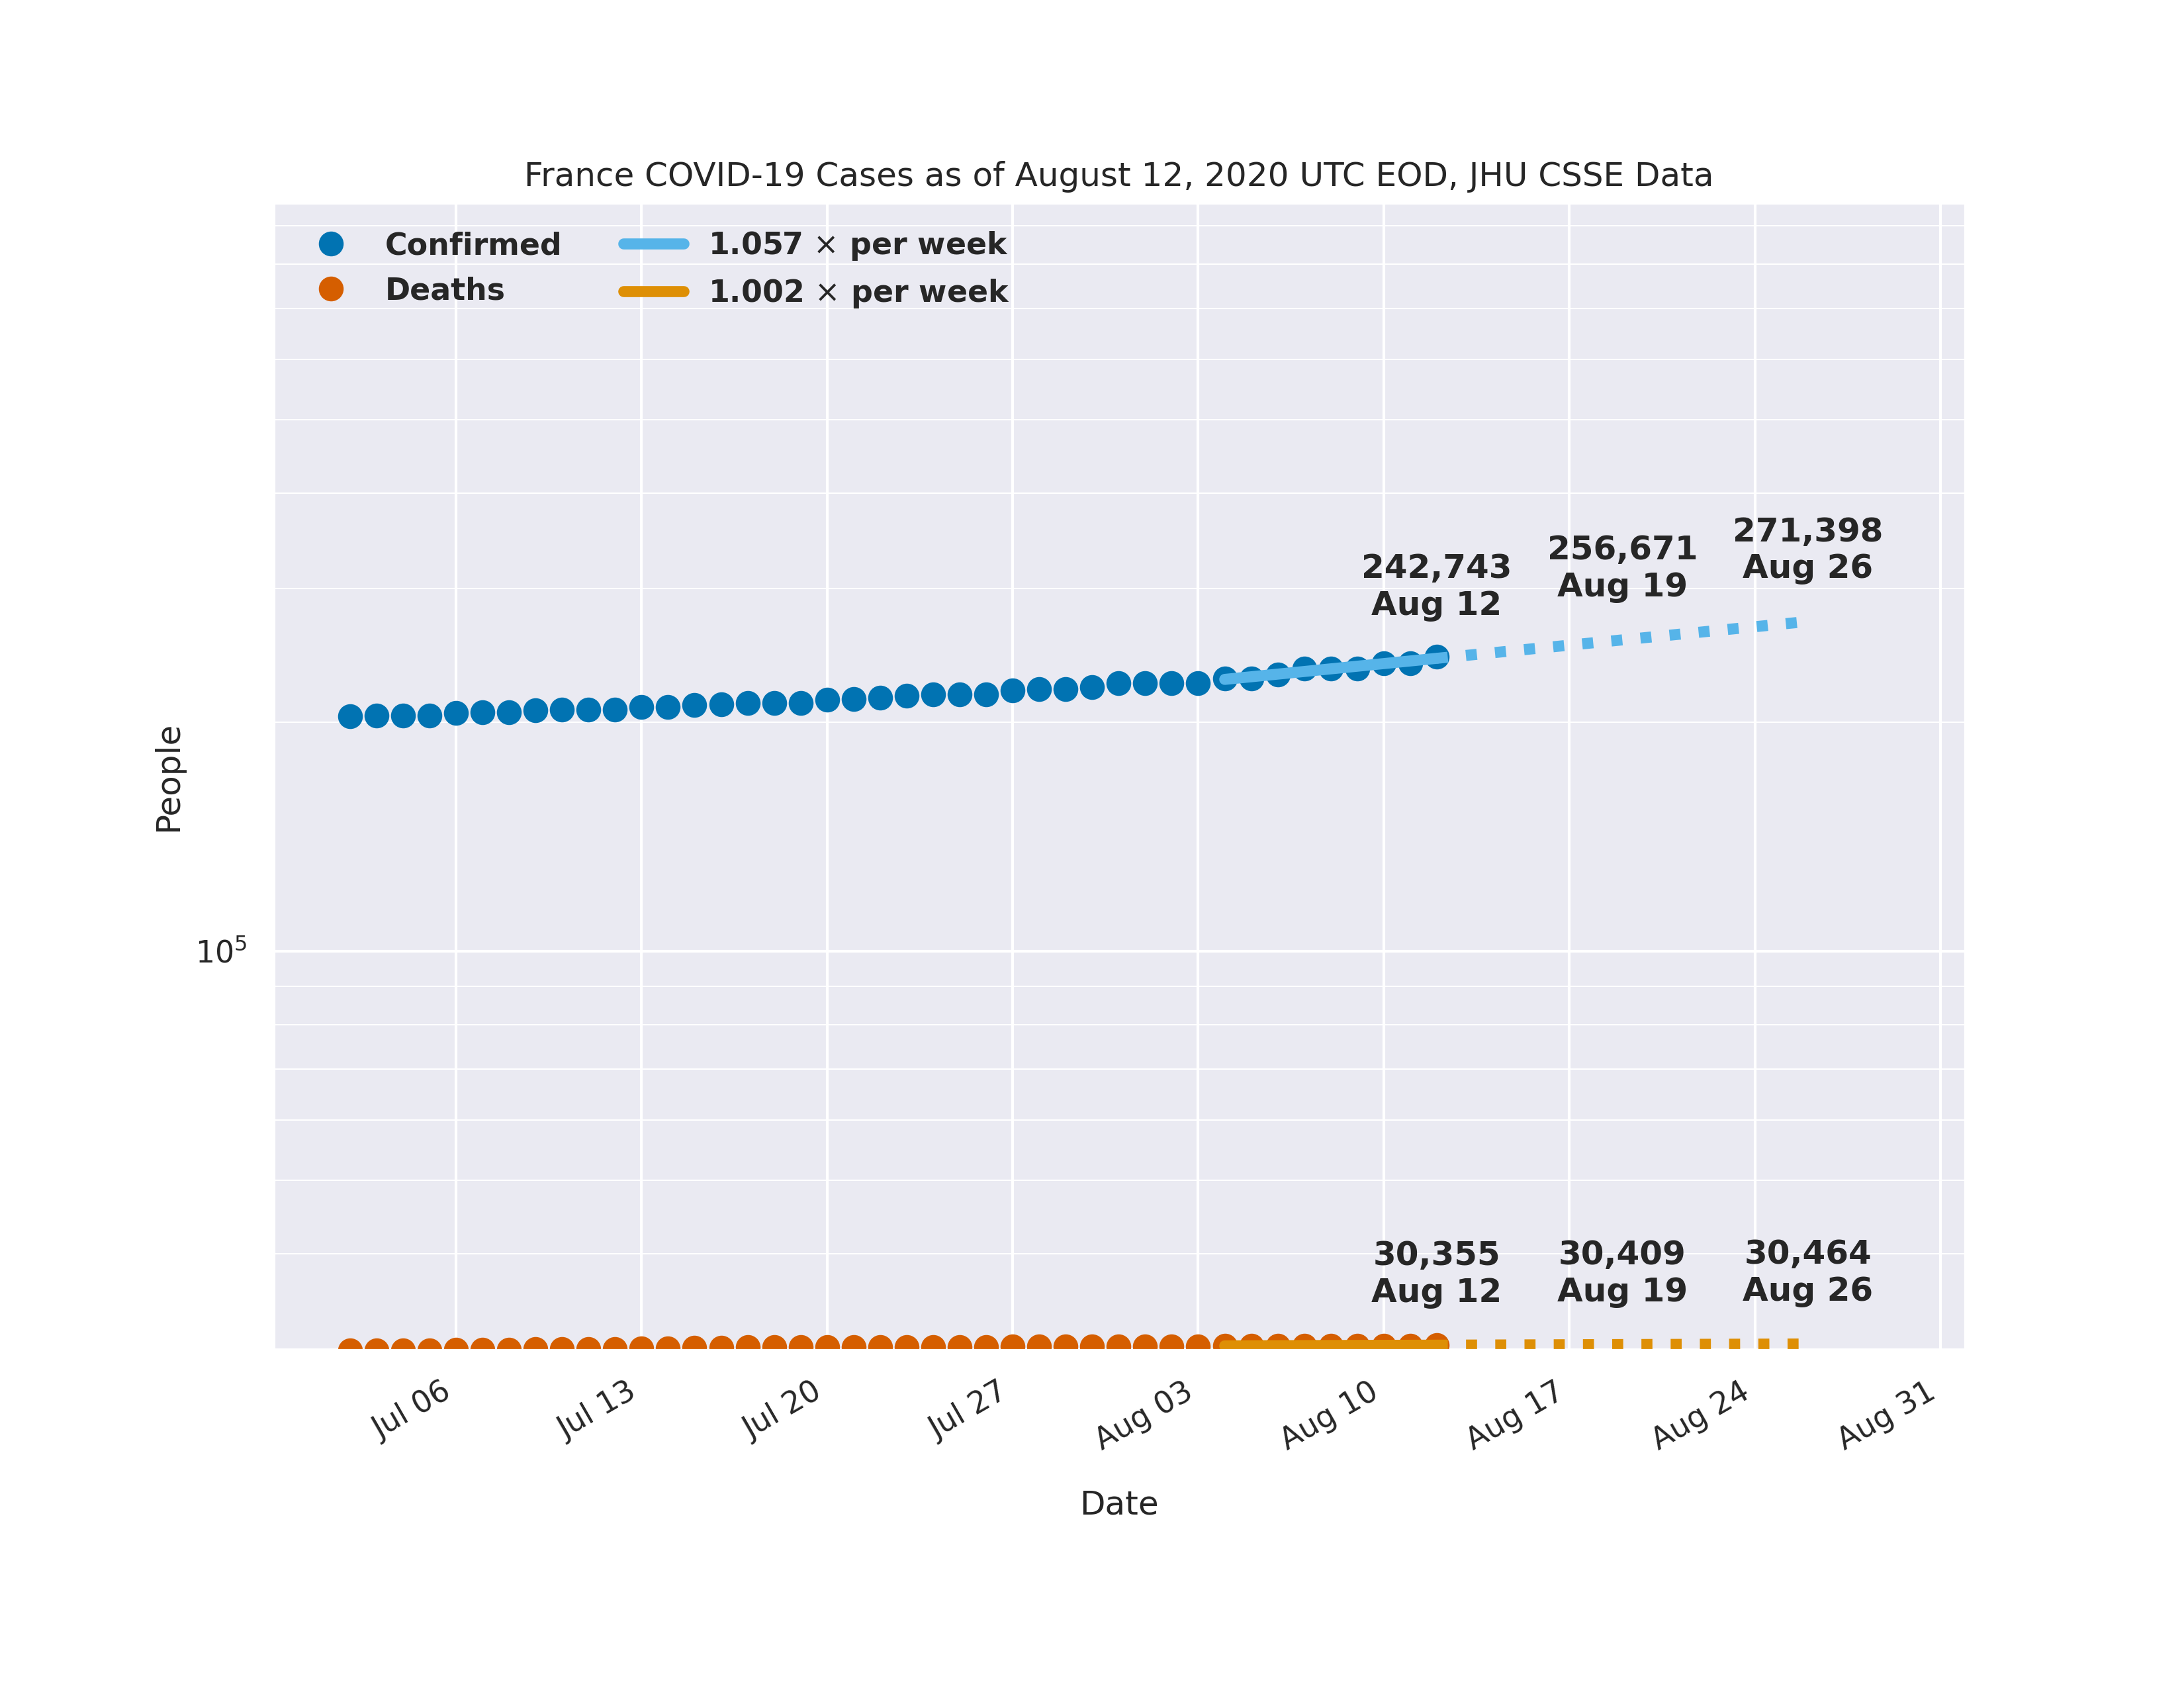 France COVID-19 Cases as of August 12, 2020 UTC EOD, JHU CSSE Data
Confirmed
Deaths
1.057 × per week
1.002 × per week
242,743
Aug 12
256,671
Aug 19
271,398
Aug 26
People
10⁵
30,355
Aug 12
30,409
Aug 19
30,464
Aug 26
Jul 06
Jul 13
Jul 20
Jul 27
Aug 03
Aug 10
Aug 17
Aug 24
Aug 31
Date